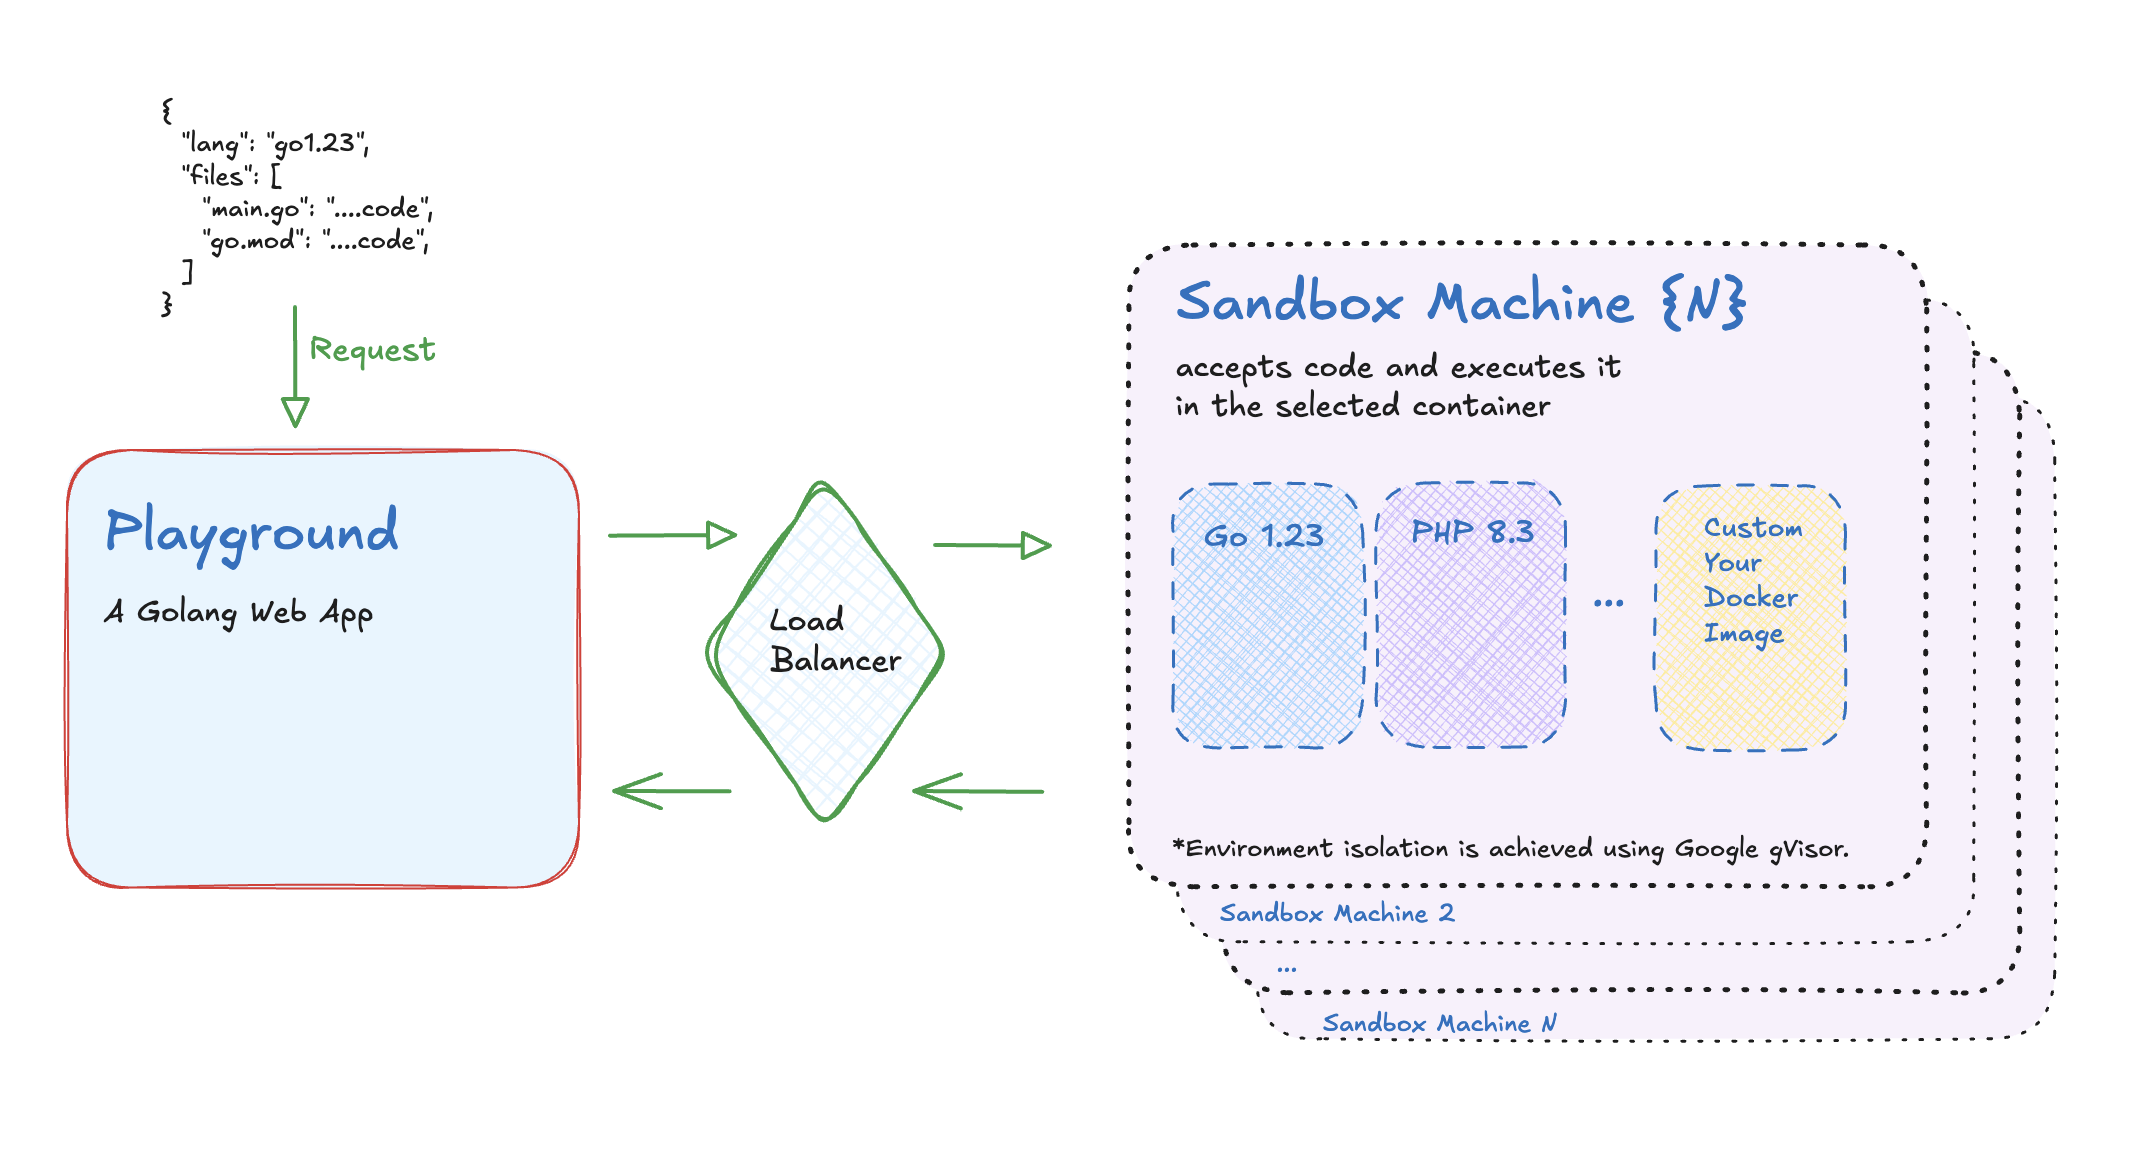 {
"lang": "go1.23",
"files": [
"main.go": "....code",
"go.mod": "....code",
]
}
Request
Playground
A Golang Web App
Load
Balancer
Sandbox Machine {N}
accepts code and executes it
in the selected container
Go 1.23
PHP 8.3
...
Custom
Your
Docker
Image
*Environment isolation is achieved using Google gVisor.
Sandbox Machine 2
...
Sandbox Machine N